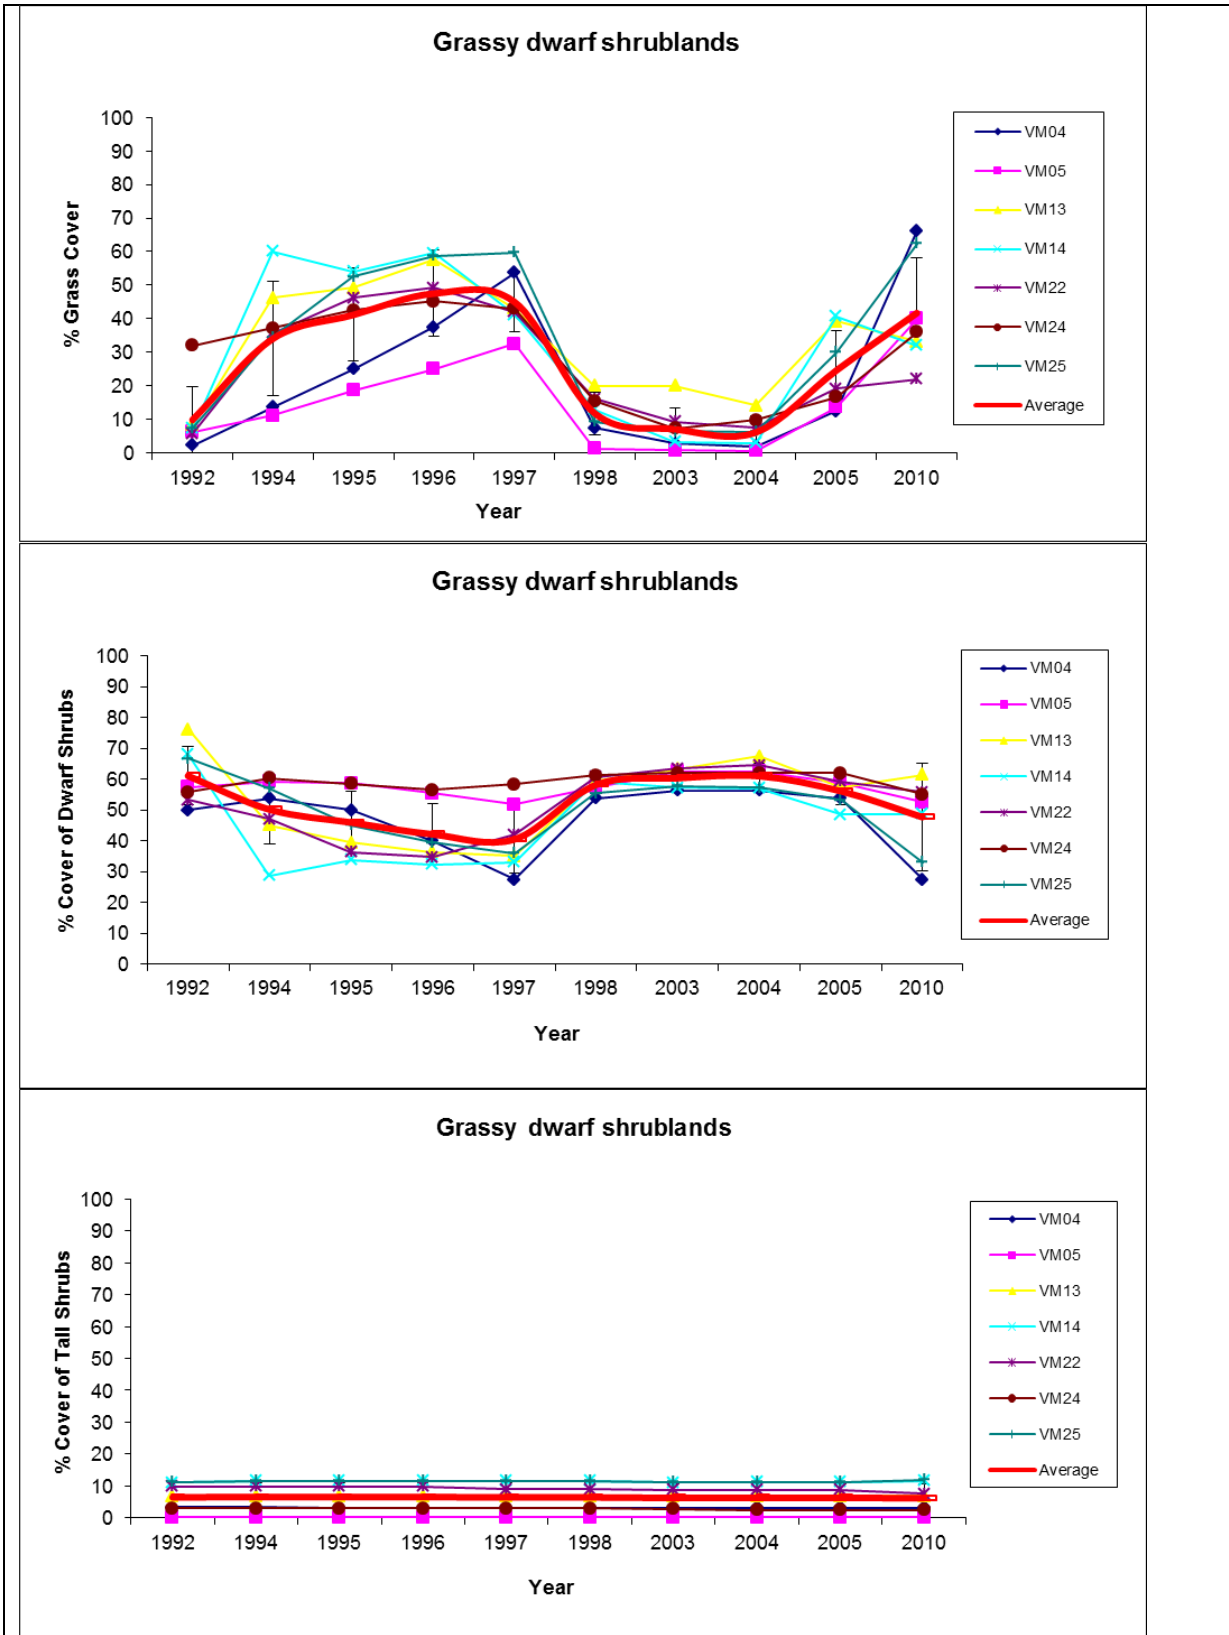 Grassy dwarf shrublands
% Grass Cover
100
90
80
70
60
50
40
30
20
10
0
1992 1994 1995 1996 1997 1998 2003 2004 2005 2010
Year
VM04
VM05
VM13
VM14
VM22
VM24
VM25
Average
Grassy dwarf shrublands
% Cover of Dwarf Shrubs
100
90
80
70
60
50
40
30
20
10
0
1992 1994 1995 1996 1997 1998 2003 2004 2005 2010
Year
VM04
VM05
VM13
VM14
VM22
VM24
VM25
Average
Grassy dwarf shrublands
% Cover of Tall Shrubs
100
90
80
70
60
50
40
30
20
10
0
1992 1994 1995 1996 1997 1998 2003 2004 2005 2010
Year
VM04
VM05
VM13
VM14
VM22
VM24
VM25
Average